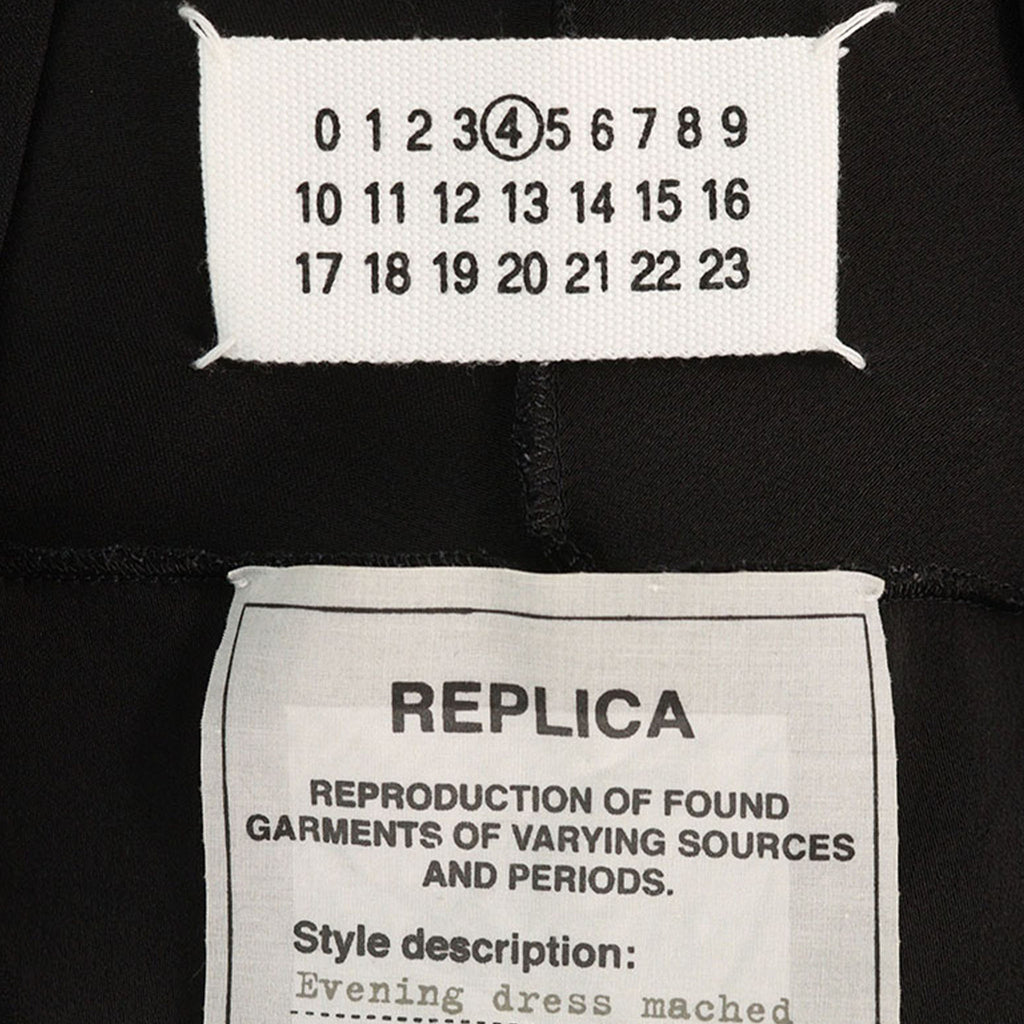 0 1 2 3 4 5 6 7 8 9
10 11 12 13 14 15 16
17 18 19 20 21 22 23
REPLICA
REPRODUCTION OF FOUND
GARMENTS OF VARYING SOURCES
AND PERIODS.
Style description:
Evening dress mached